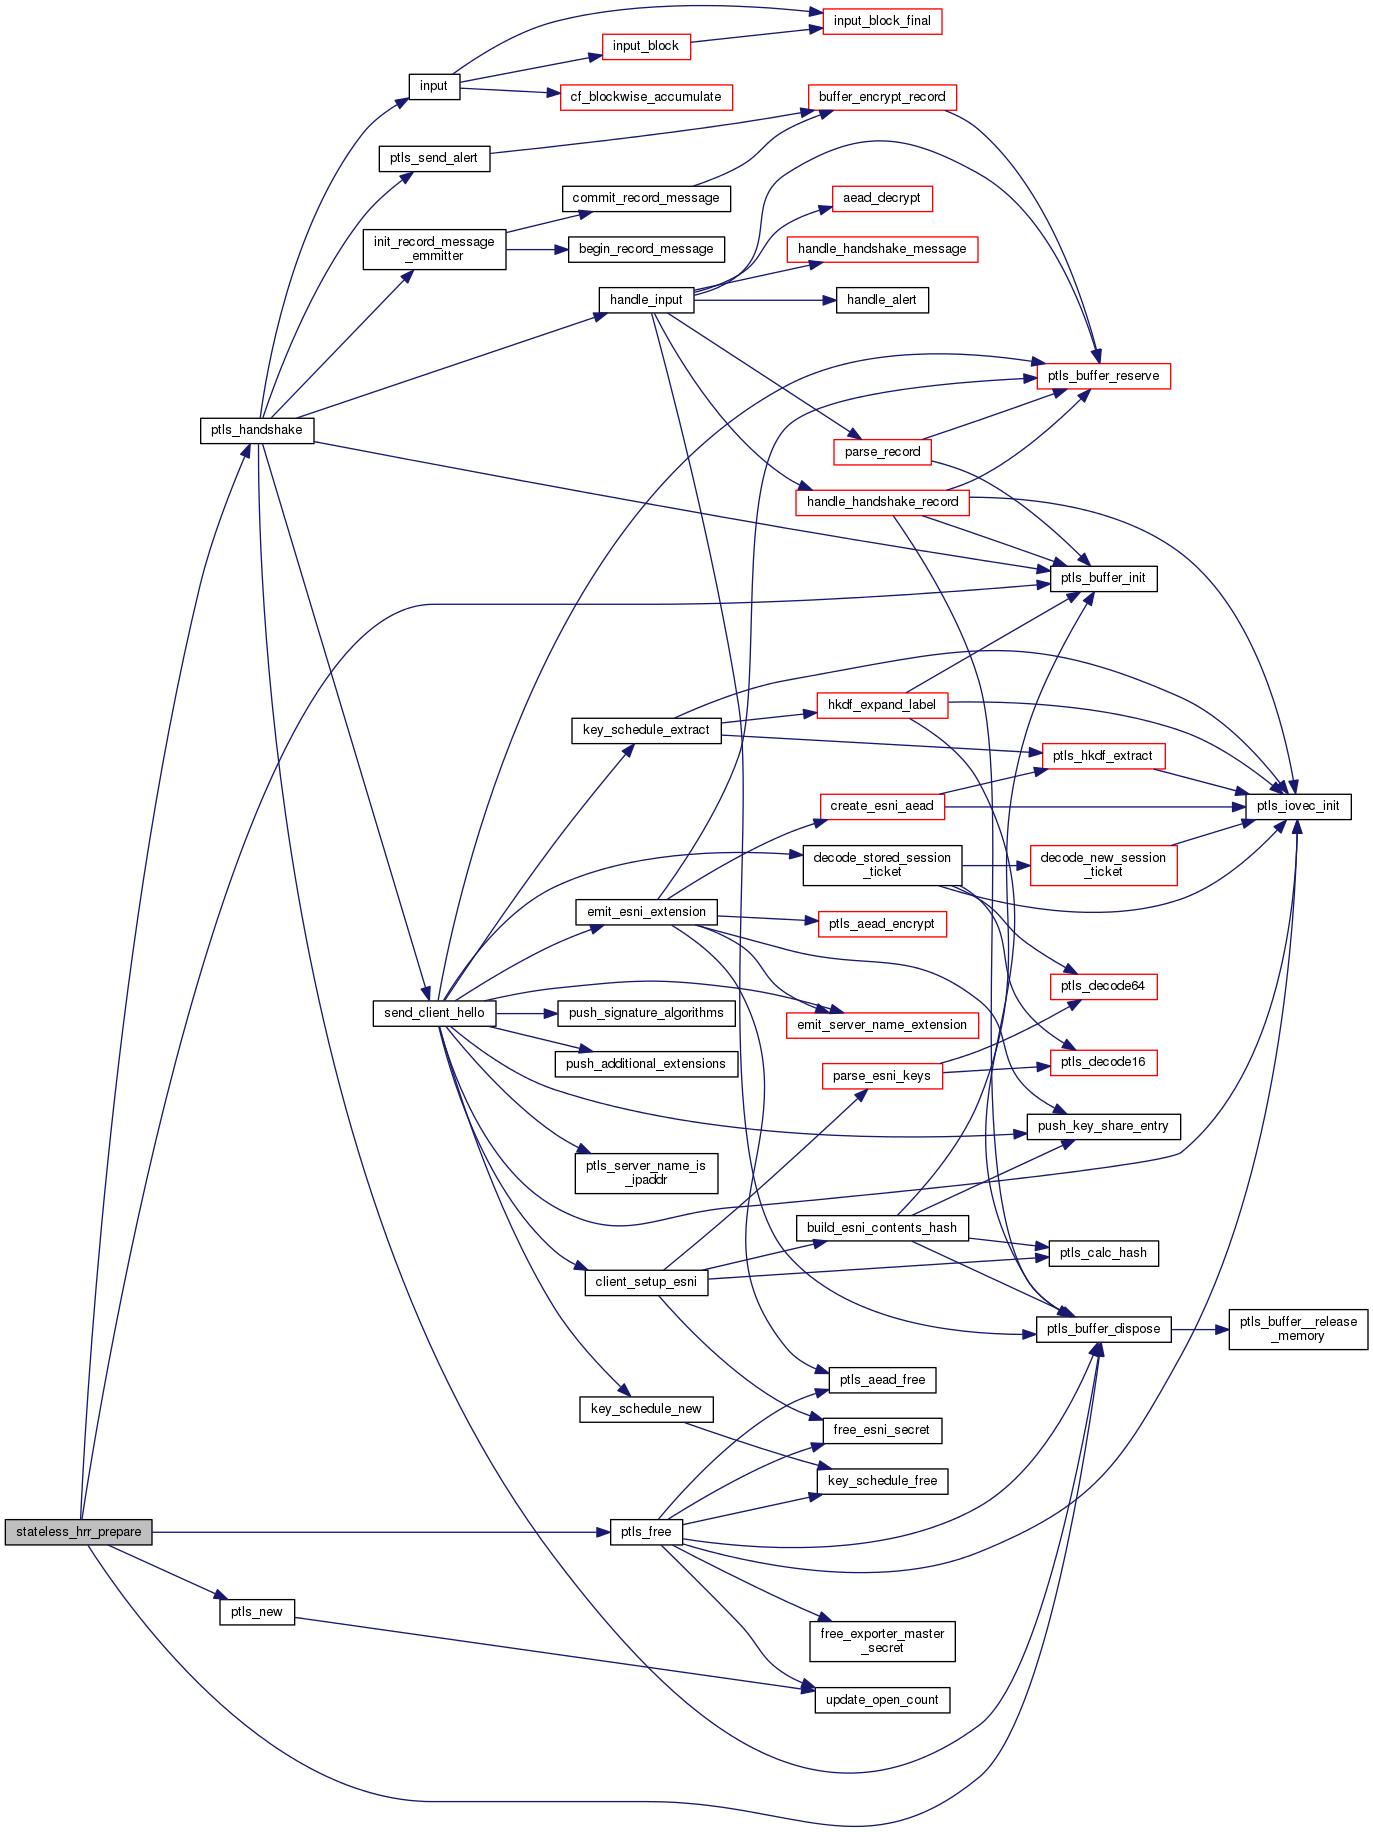 input_block_final
input_block
input
cf_blockwise_accumulate
buffer_encrypt_record
ptls_send_alert
commit_record_message
aead_decrypt
init_record_message
_emmitter
begin_record_message
handle_handshake_message
handle_input
handle_alert
ptls_buffer_reserve
ptls_handshake
parse_record
handle_handshake_record
ptls_buffer_init
hkdf_expand_label
key_schedule_extract
ptls_hkdf_extract
create_esni_aead
ptls_iovec_init
decode_stored_session
_ticket
decode_new_session
_ticket
emit_esni_extension
ptls_aead_encrypt
ptls_decode64
send_client_hello
push_signature_algorithms
emit_server_name_extension
push_additional_extensions
parse_esni_keys
ptls_decode16
push_key_share_entry
ptls_server_name_is
_ipaddr
build_esni_contents_hash
ptls_calc_hash
client_setup_esni
ptls_buffer_dispose
ptls_buffer__release
_memory
ptls_aead_free
key_schedule_new
free_esni_secret
key_schedule_free
stateless_hrr_prepare
ptls_free
ptls_new
free_exporter_master
_secret
update_open_count